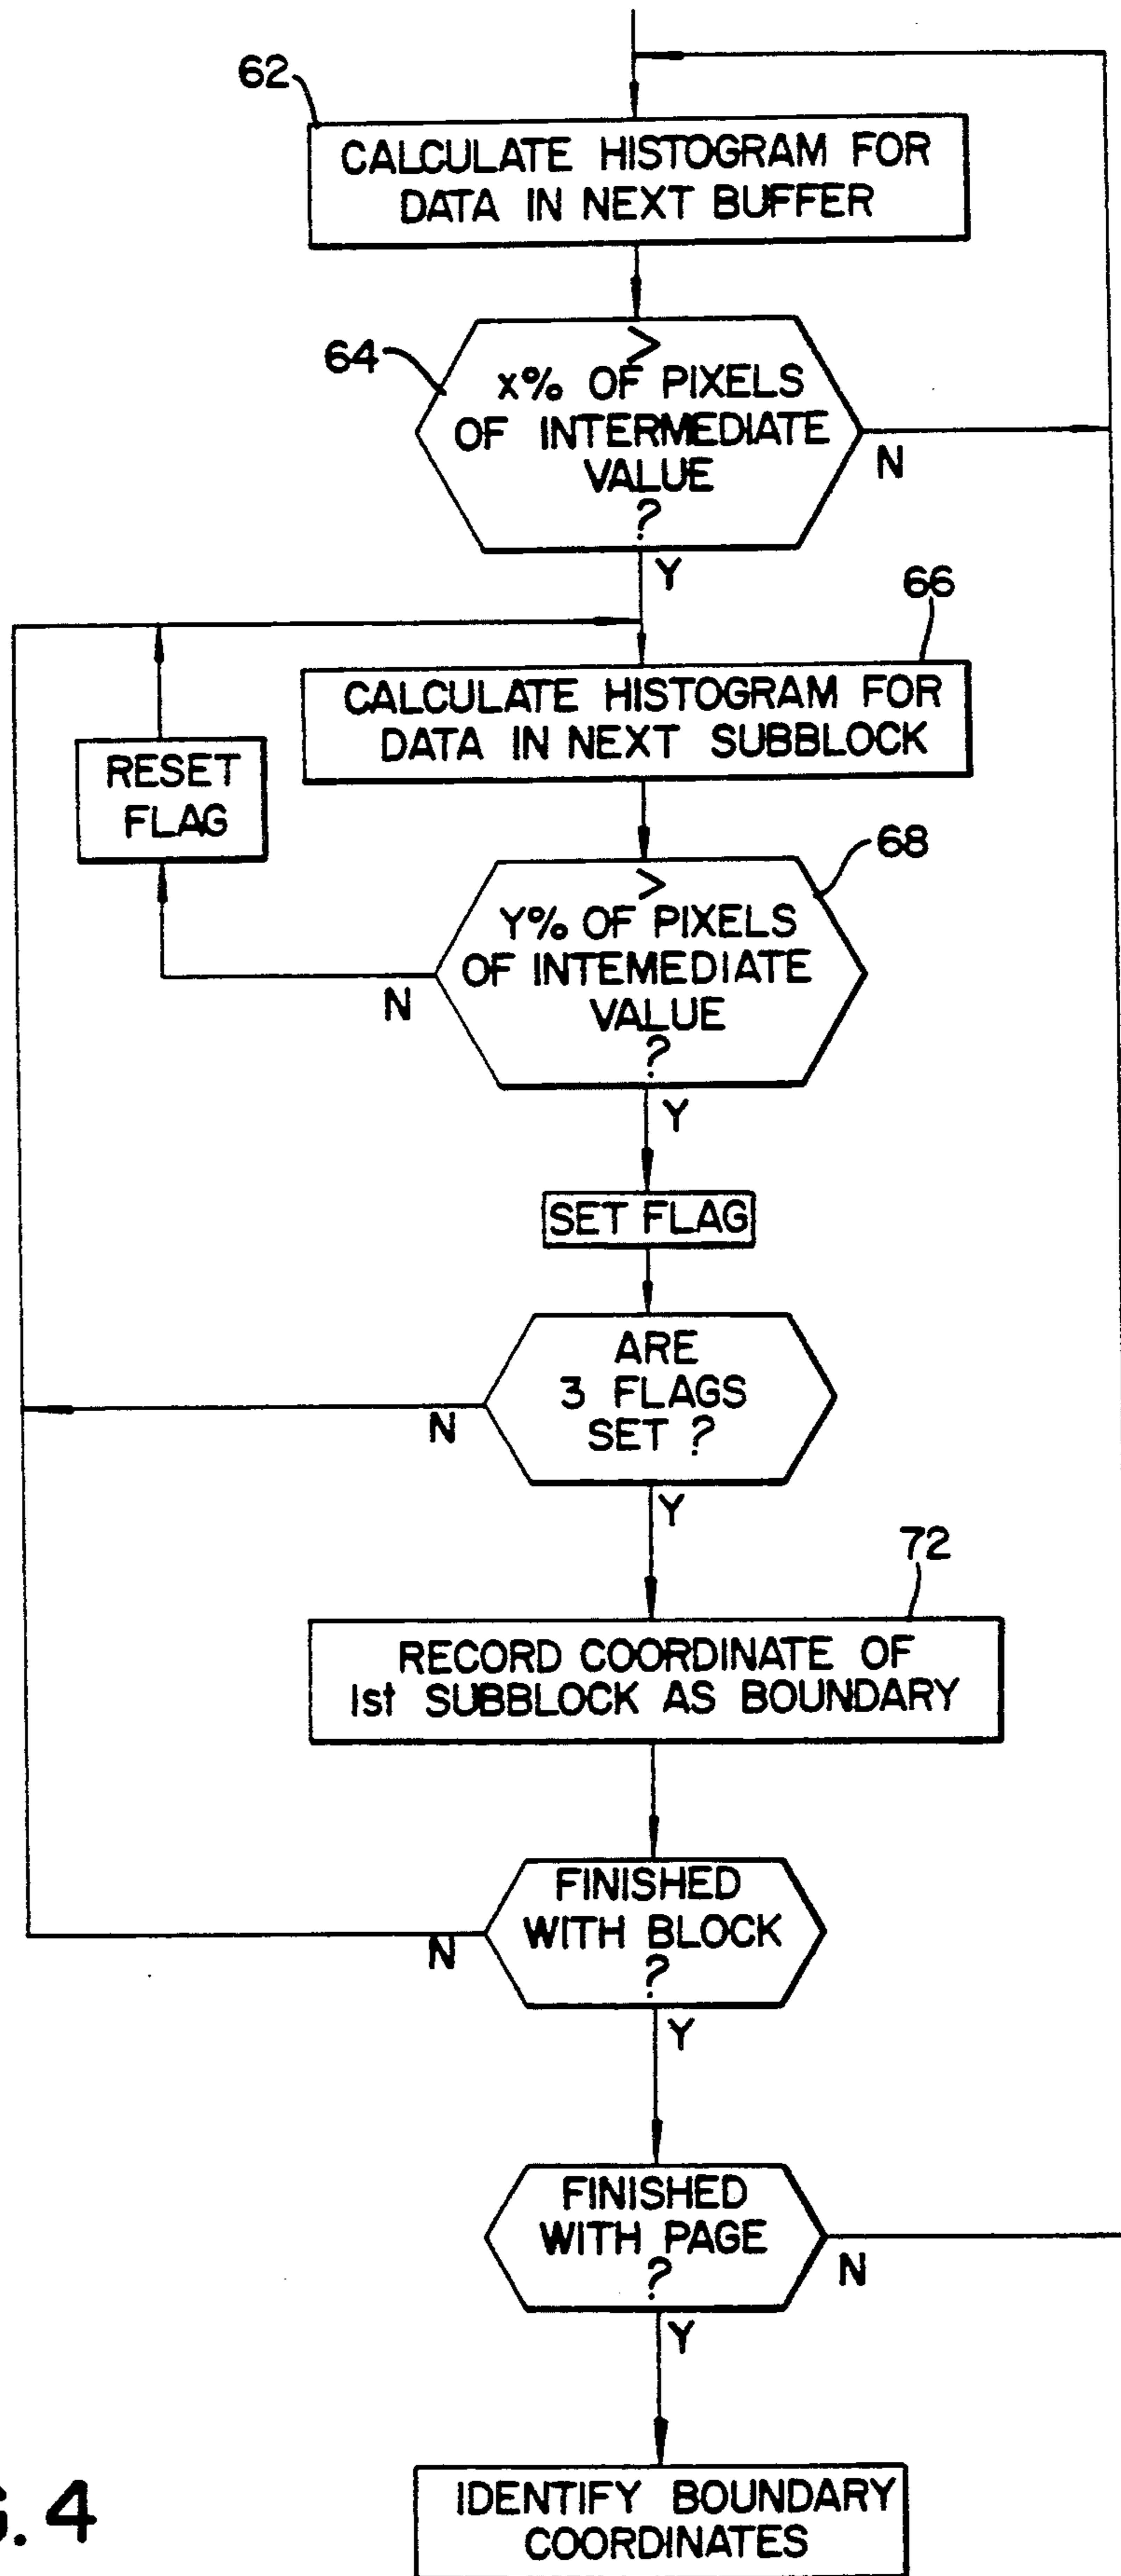 62
CALCULATE HISTOGRAM FOR
DATA IN NEXT BUFFER
64
>
x% OF PIXELS
OF INTERMEDIATE
VALUE
?
N
Y
66
CALCULATE HISTOGRAM FOR
DATA IN NEXT SUBBLOCK
RESET
FLAG
68
>
Y% OF PIXELS
OF INTEMEDIATE
VALUE
?
N
Y
SET FLAG
ARE
3 FLAGS
SET ?
N
Y
72
RECORD COORDINATE OF
1st SUBBLOCK AS BOUNDARY
FINISHED
WITH BLOCK
?
N
Y
FINISHED
WITH PAGE
?
N
Y
IDENTIFY BOUNDARY
COORDINATES
G. 4